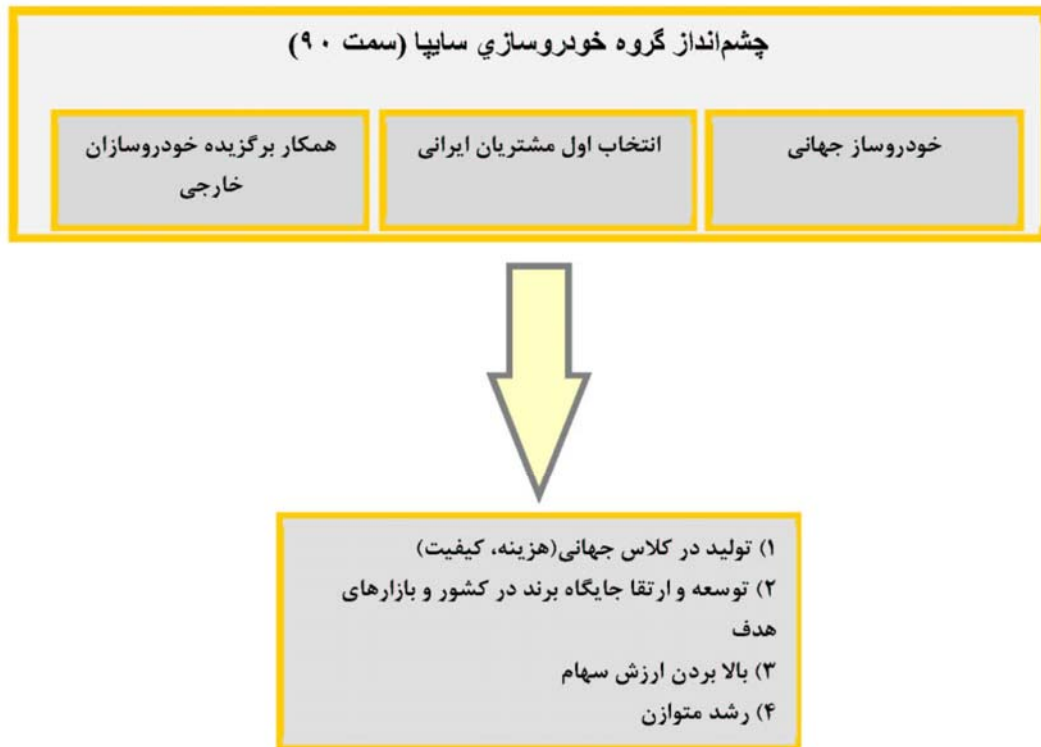 چشم‌انداز گروه خودروسازي سایپا (سمت ۹۰)
خودروساز جهانی
انتخاب اول مشتریان ایرانی
همکار برگزیده خودروسازان
خارجی
۱) تولید در کلاس جهانی(هزینه، کیفیت)
۲) توسعه و ارتقا جایگاه برند در کشور و بازارهای
هدف
۳) بالا بردن ارزش سهام
۴) رشد متوازن